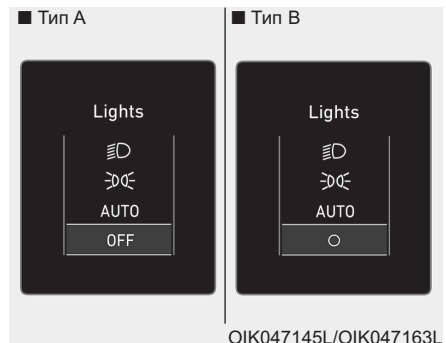 ■ Тип A
■ Тип B
Lights
AUTO
OFF
Lights
AUTO
OIK047145L/OIK047163L